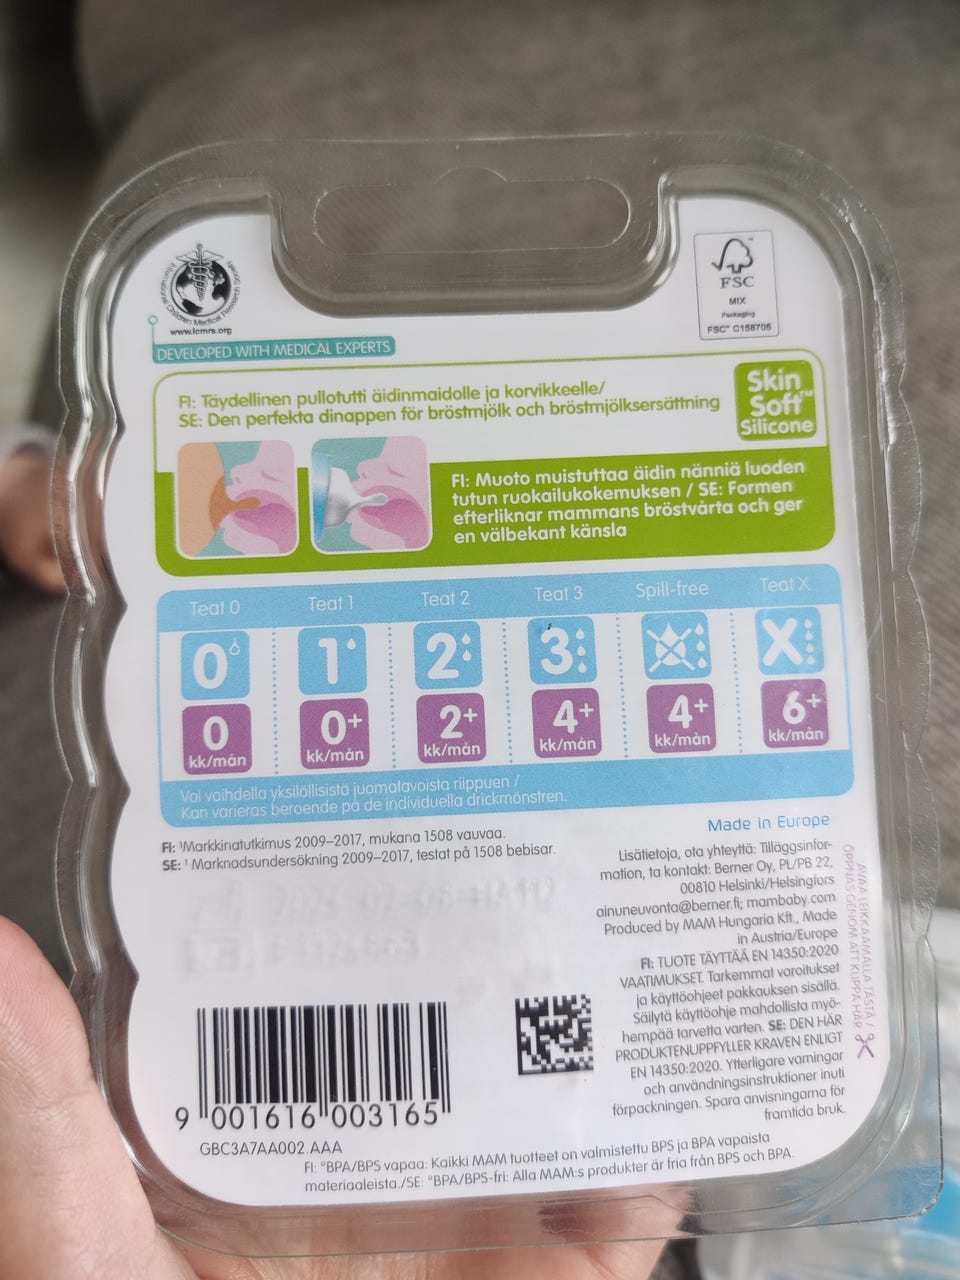 International Children Medical Research Society
www.icmrs.org
FSC™
MIX
Packaging
FSC™ C158705
DEVELOPED WITH MEDICAL EXPERTS
FI: Täydellinen pullotutti äidinmaidolle ja korvikkeelle/
SE: Den perfekta dinappen för bröstmjölk och bröstmjölksersättning
Skin
Soft™
Silicone
FI: Muoto muistuttaa äidin nänniä luoden
tutun ruokailukokemuksen / SE: Formen
efterliknar mammans bröstvårta och ger
en välbekant känsla
Teat 0 Teat 1 Teat 2 Teat 3 Spill-free Teat X
0 1 2 3 X
0 0+ 2+ 4+ 4+ 6+
kk/mån kk/mån kk/mån kk/mån kk/mån kk/mån
Voi vaihdella yksilöllisistä juomatavoista riippuen /
Kan varieras beroende på de individuella drickmönstren.
FI: ¹Markkinatutkimus 2009–2017, mukana 1508 vauvaa.
SE: ¹ Marknadsundersökning 2009–2017, testat på 1508 bebisar.
Made in Europe
Lisätietoja, ota yhteyttä: Tilläggsinfor-
mation, ta kontakt: Berner Oy, PL/PB 22,
00810 Helsinki/Helsingfors
ainuneuvonta@berner.fi; mambaby.com
Produced by MAM Hungaria Kft., Made
in Austria/Europe
FI: TUOTE TÄYTTÄÄ EN 14350:2020
VAATIMUKSET. Tarkemmat varoitukset
ja käyttöohjeet pakkauksen sisällä.
Säilytä käyttöohje mahdollista myö-
hempää tarvetta varten. SE: DEN HÄR
PRODUKTENUPPFYLLER KRAVEN ENLIGT
EN 14350:2020. Ytterligare varningar
och användningsinstruktioner inuti
förpackningen. Spara anvisningarna för
framtida bruk.
AVAA LEIKKAAMALLA TÄSTÄ /
ÖPPNAS GENOM ATT KLIPPA HÄR
9 001616 003165
GBC3A7AA002.AAA
FI: °BPA/BPS vapaa: Kaikki MAM tuotteet on valmistettu BPS ja BPA vapaista
materiaaleista./SE: °BPA/BPS-fri: Alla MAM:s produkter är fria från BPS och BPA.